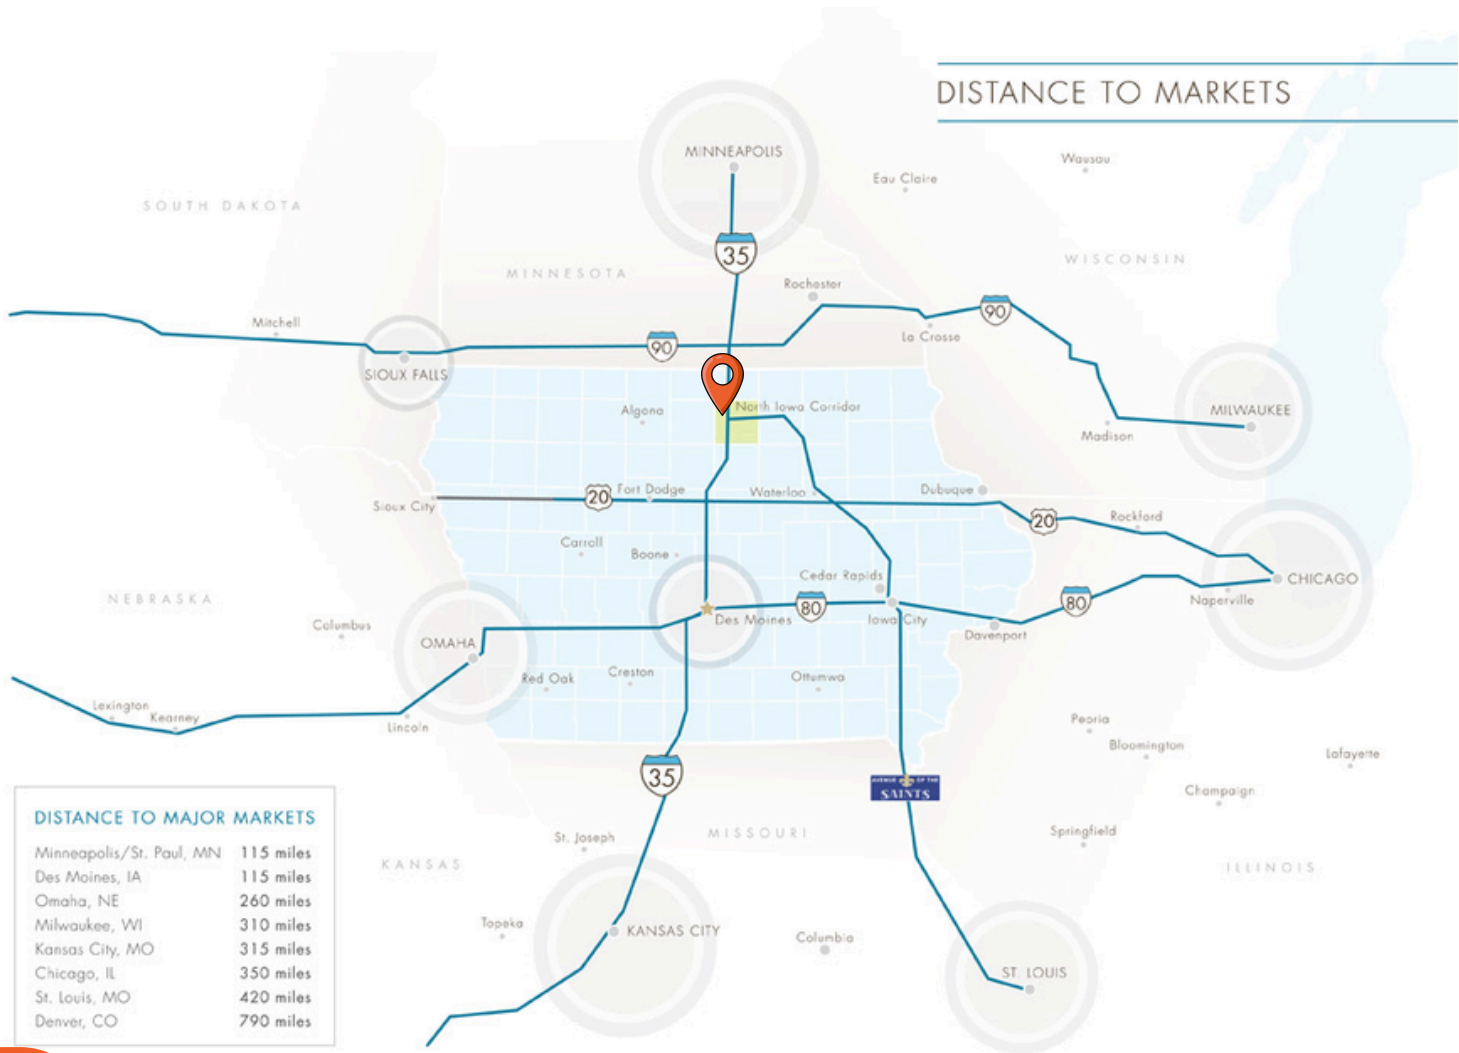 DISTANCE TO MARKETS
MINNEAPOLIS
Wausau
Eau Claire
SOUTH DAKOTA
35
WISCONSIN
MINNESOTA
Rochester
90
Mitchell
La Crosse
90
SIOUX FALLS
Algona
North Iowa Corridor
MILWAUKEE
Madison
Sioux City
20
Fort Dodge
Waterloo
Dubuque
20
Rockford
Carroll
Boone
Cedar Rapids
CHICAGO
NEBRASKA
80
80
Naperville
Columbus
Des Moines
Iowa City
Davenport
OMAHA
Red Oak
Creston
Ottumwa
Lexington
Kearney
Lincoln
Peoria
Bloomington
Lafayette
35
AVENUE OF THE
SAINTS
Champaign
DISTANCE TO MAJOR MARKETS
Minneapolis/St. Paul, MN 115 miles
Des Moines, IA 115 miles
Omaha, NE 260 miles
Milwaukee, WI 310 miles
Kansas City, MO 315 miles
Chicago, IL 350 miles
St. Louis, MO 420 miles
Denver, CO 790 miles
St. Joseph
MISSOURI
Springfield
KANSAS
ILLINOIS
Topeka
KANSAS CITY
Columbia
ST. LOUIS